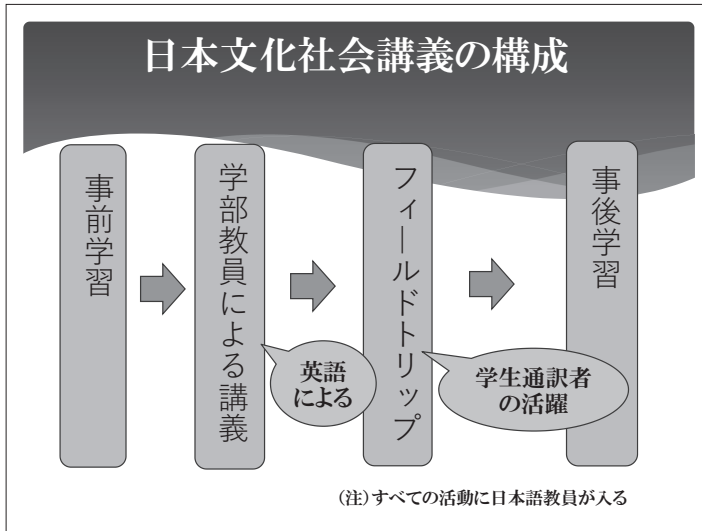 日本文化社会講義の構成
事前学習
学部教員による講義
英語
による
フィールドトリップ
学生通訳者
の活躍
事後学習
(注)すべての活動に日本語教員が入る